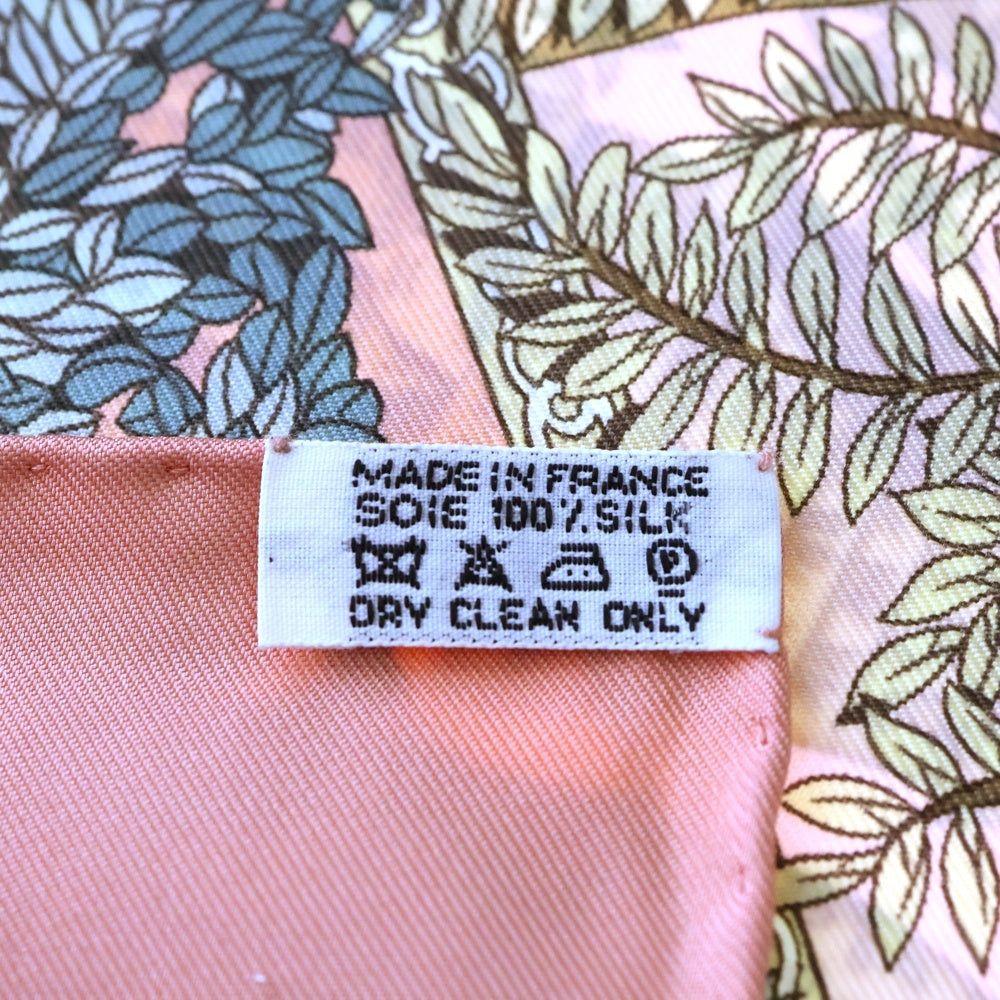 MADE IN FRANCE
SOIE 100% SILK
P
DRY CLEAN ONLY